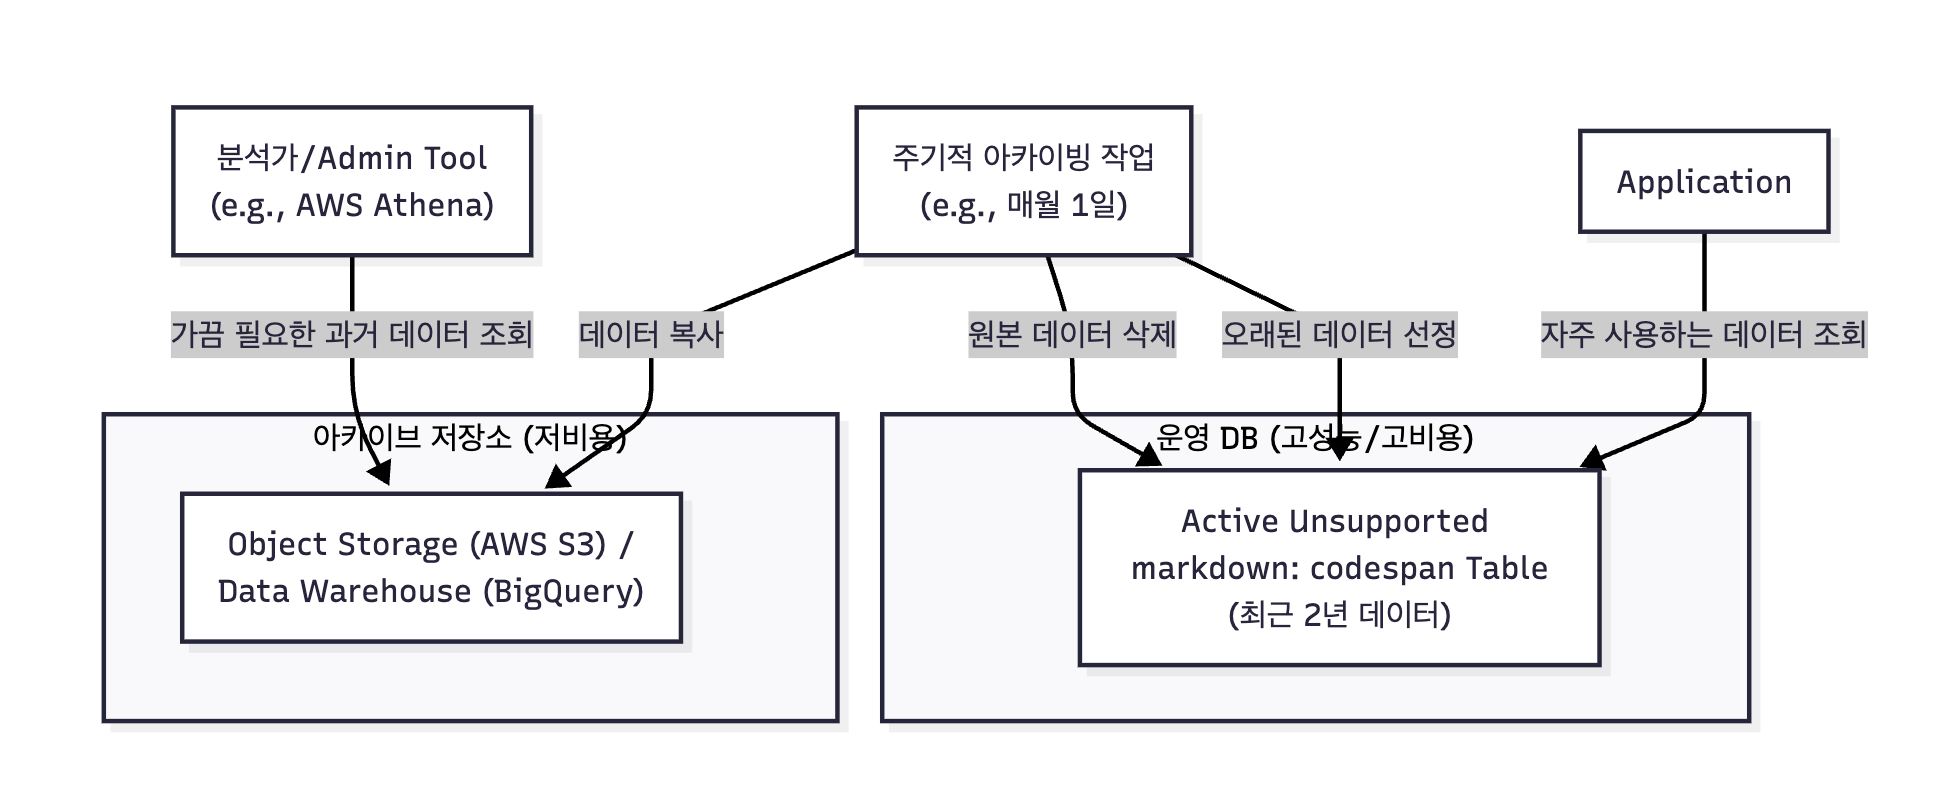 분석가/Admin Tool
(e.g., AWS Athena)
주기적 아카이빙 작업
(e.g., 매월 1일)
Application
가끔 필요한 과거 데이터 조회
데이터 복사
원본 데이터 삭제
오래된 데이터 선정
자주 사용하는 데이터 조회
아카이브 저장소 (저비용)
Object Storage (AWS S3) /
Data Warehouse (BigQuery)
운영 DB (고성능/고비용)
Active Unsupported
markdown: codespan Table
(최근 2년 데이터)